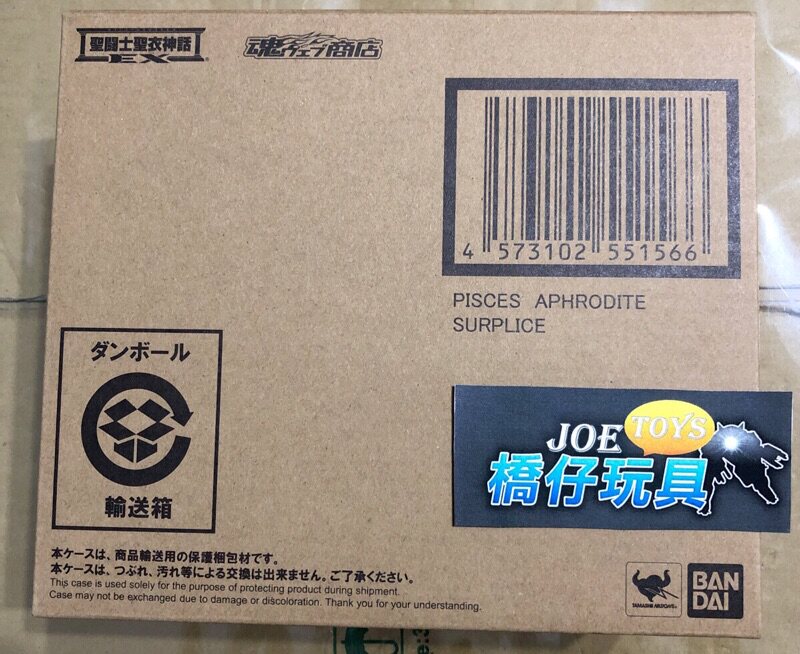 聖闘士聖衣神話
EX
魂ウェブ商店
4 573102 551566
PISCES APHRODITE
SURPLICE
ダンボール
輸送箱
JOE TOYS
橋仔玩具
本ケースは、商品輸送用の保護梱包材です。
本ケースは、つぶれ、汚れ等による交換は出来ません。ご了承ください。
This case is used solely for the purpose of protecting product during shipment.
Case may not be exchanged due to damage or discoloration. Thank you for your understanding.
TAMASHII NATIONS
BAN
DAI